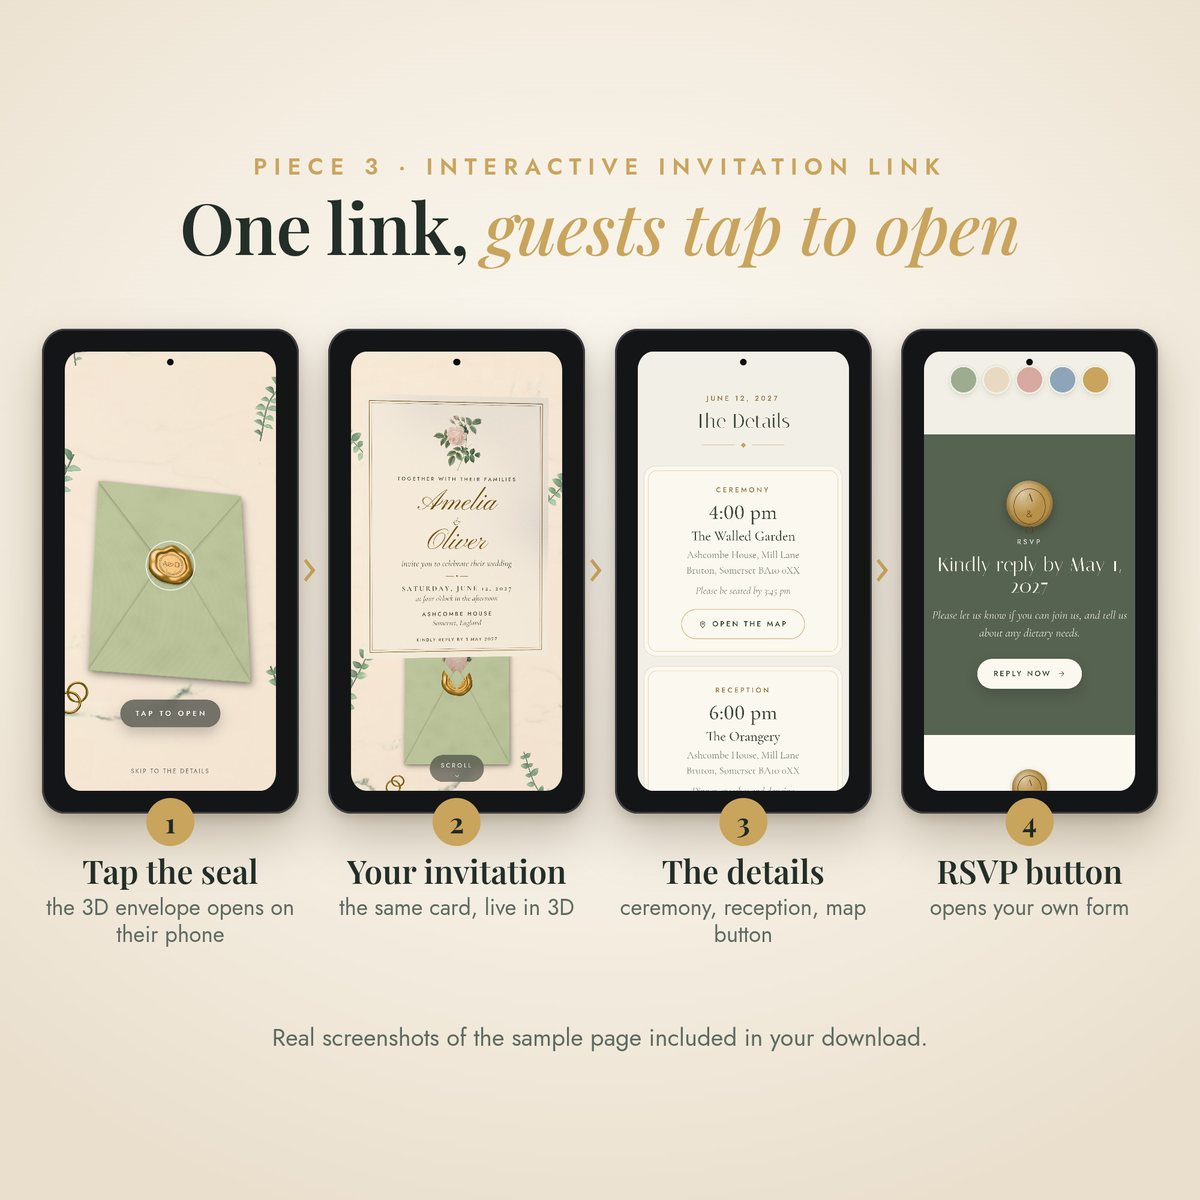 PIECE 3 · INTERACTIVE INVITATION LINK
One link, guests tap to open
A&O
TAP TO OPEN
SKIP TO THE DETAILS
TOGETHER WITH THEIR FAMILIES
Amelia
&
Oliver
invite you to celebrate their wedding
SATURDAY, JUNE 12, 2027
at four o'clock in the afternoon
ASHCOMBE HOUSE
Somerset, England
KINDLY REPLY BY 1 MAY 2027
SCROLL
JUNE 12, 2027
The Details
CEREMONY
4:00 pm
The Walled Garden
Ashcombe House, Mill Lane
Bruton, Somerset BA10 0XX
Please be seated by 3:45 pm
OPEN THE MAP
RECEPTION
6:00 pm
The Orangery
Ashcombe House, Mill Lane
Bruton, Somerset BA10 0XX
A
&
RSVP
Kindly reply by May 1,
2027
Please let us know if you can join us, and tell us
about any dietary needs.
REPLY NOW →
1
Tap the seal
the 3D envelope opens on
their phone
2
Your invitation
the same card, live in 3D
3
The details
ceremony, reception, map
button
4
RSVP button
opens your own form
Real screenshots of the sample page included in your download.